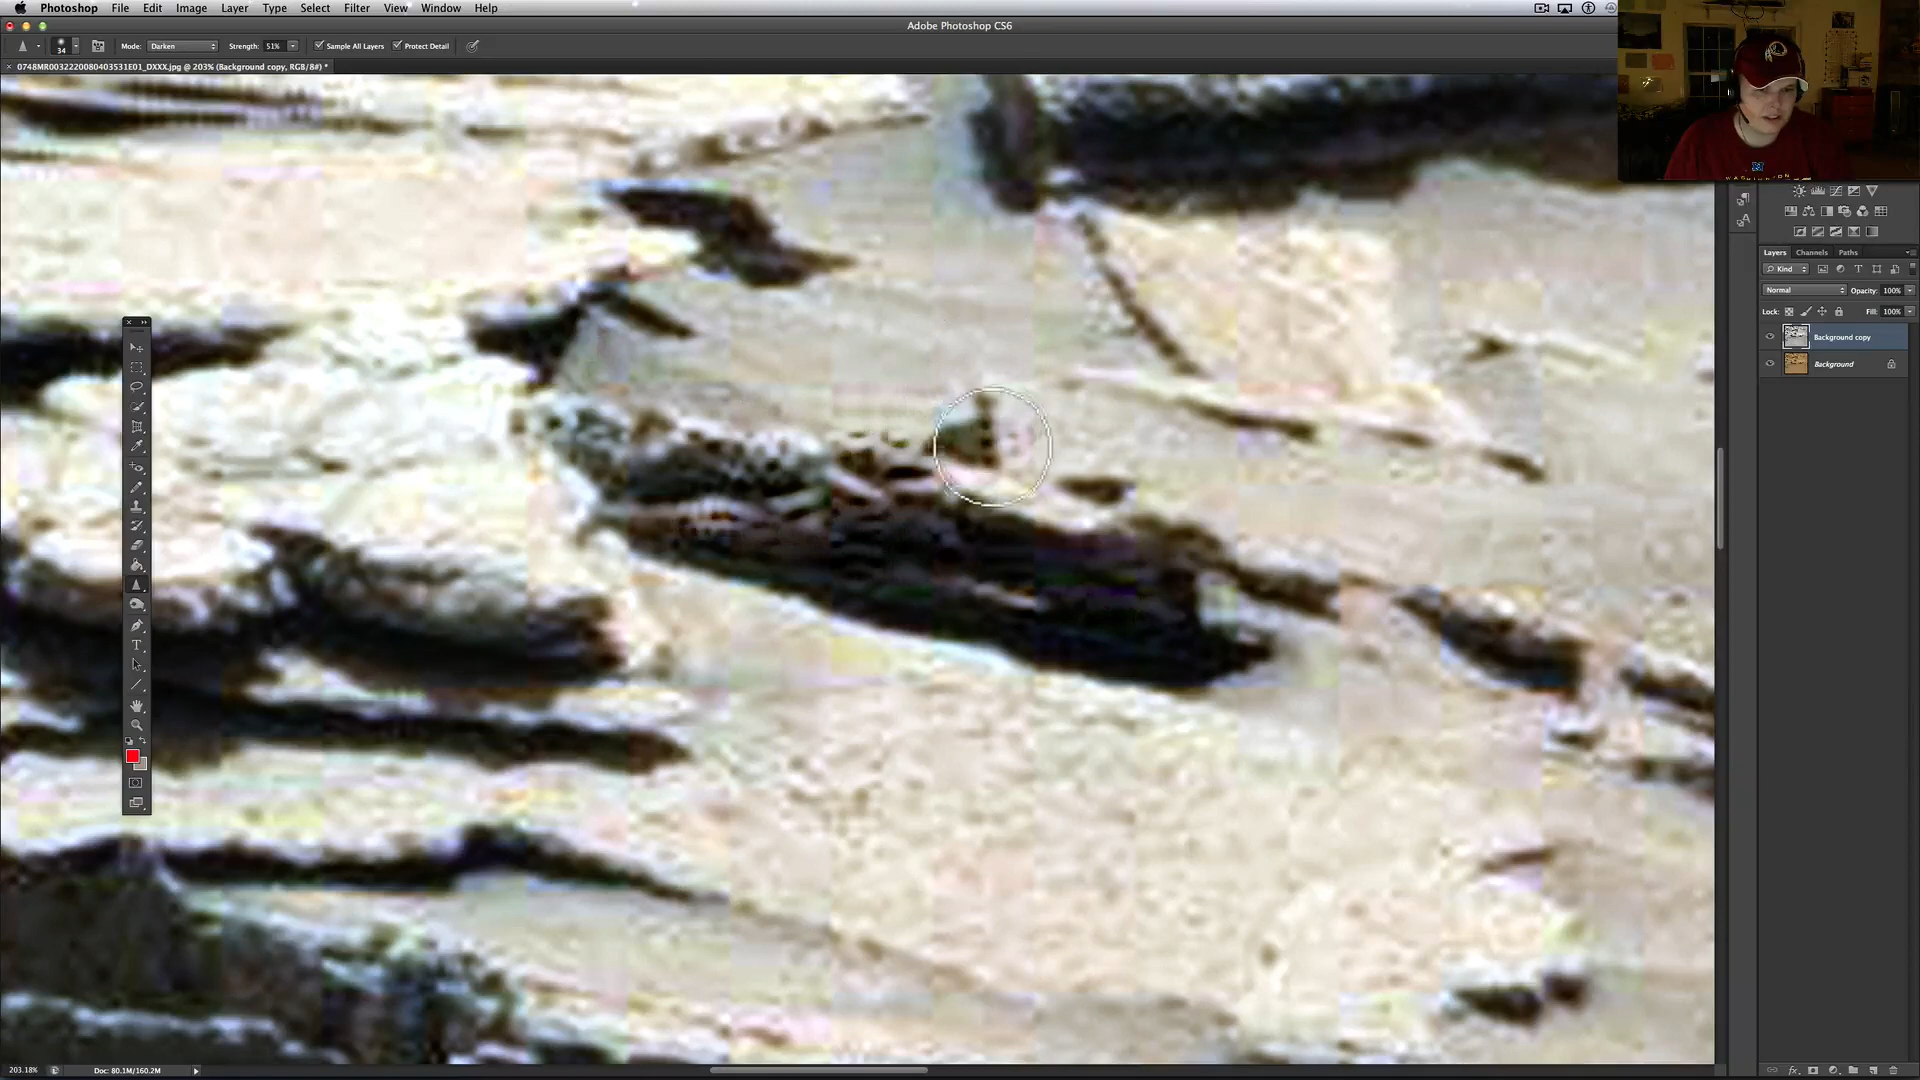 Photoshop File Edit Image Layer Type Select Filter View Window Help
Adobe Photoshop CS6
34 Mode: Darken Strength: 51% Sample All Layers Protect Detail
× 0748MR0032220080403531E01_DXXX.jpg @ 203% (Background copy, RGB/8#) *
Layers Channels Paths
Kind
Normal Opacity: 100%
Lock: Fill: 100%
Background copy
Background
203.18% Doc: 80.1M/160.2M